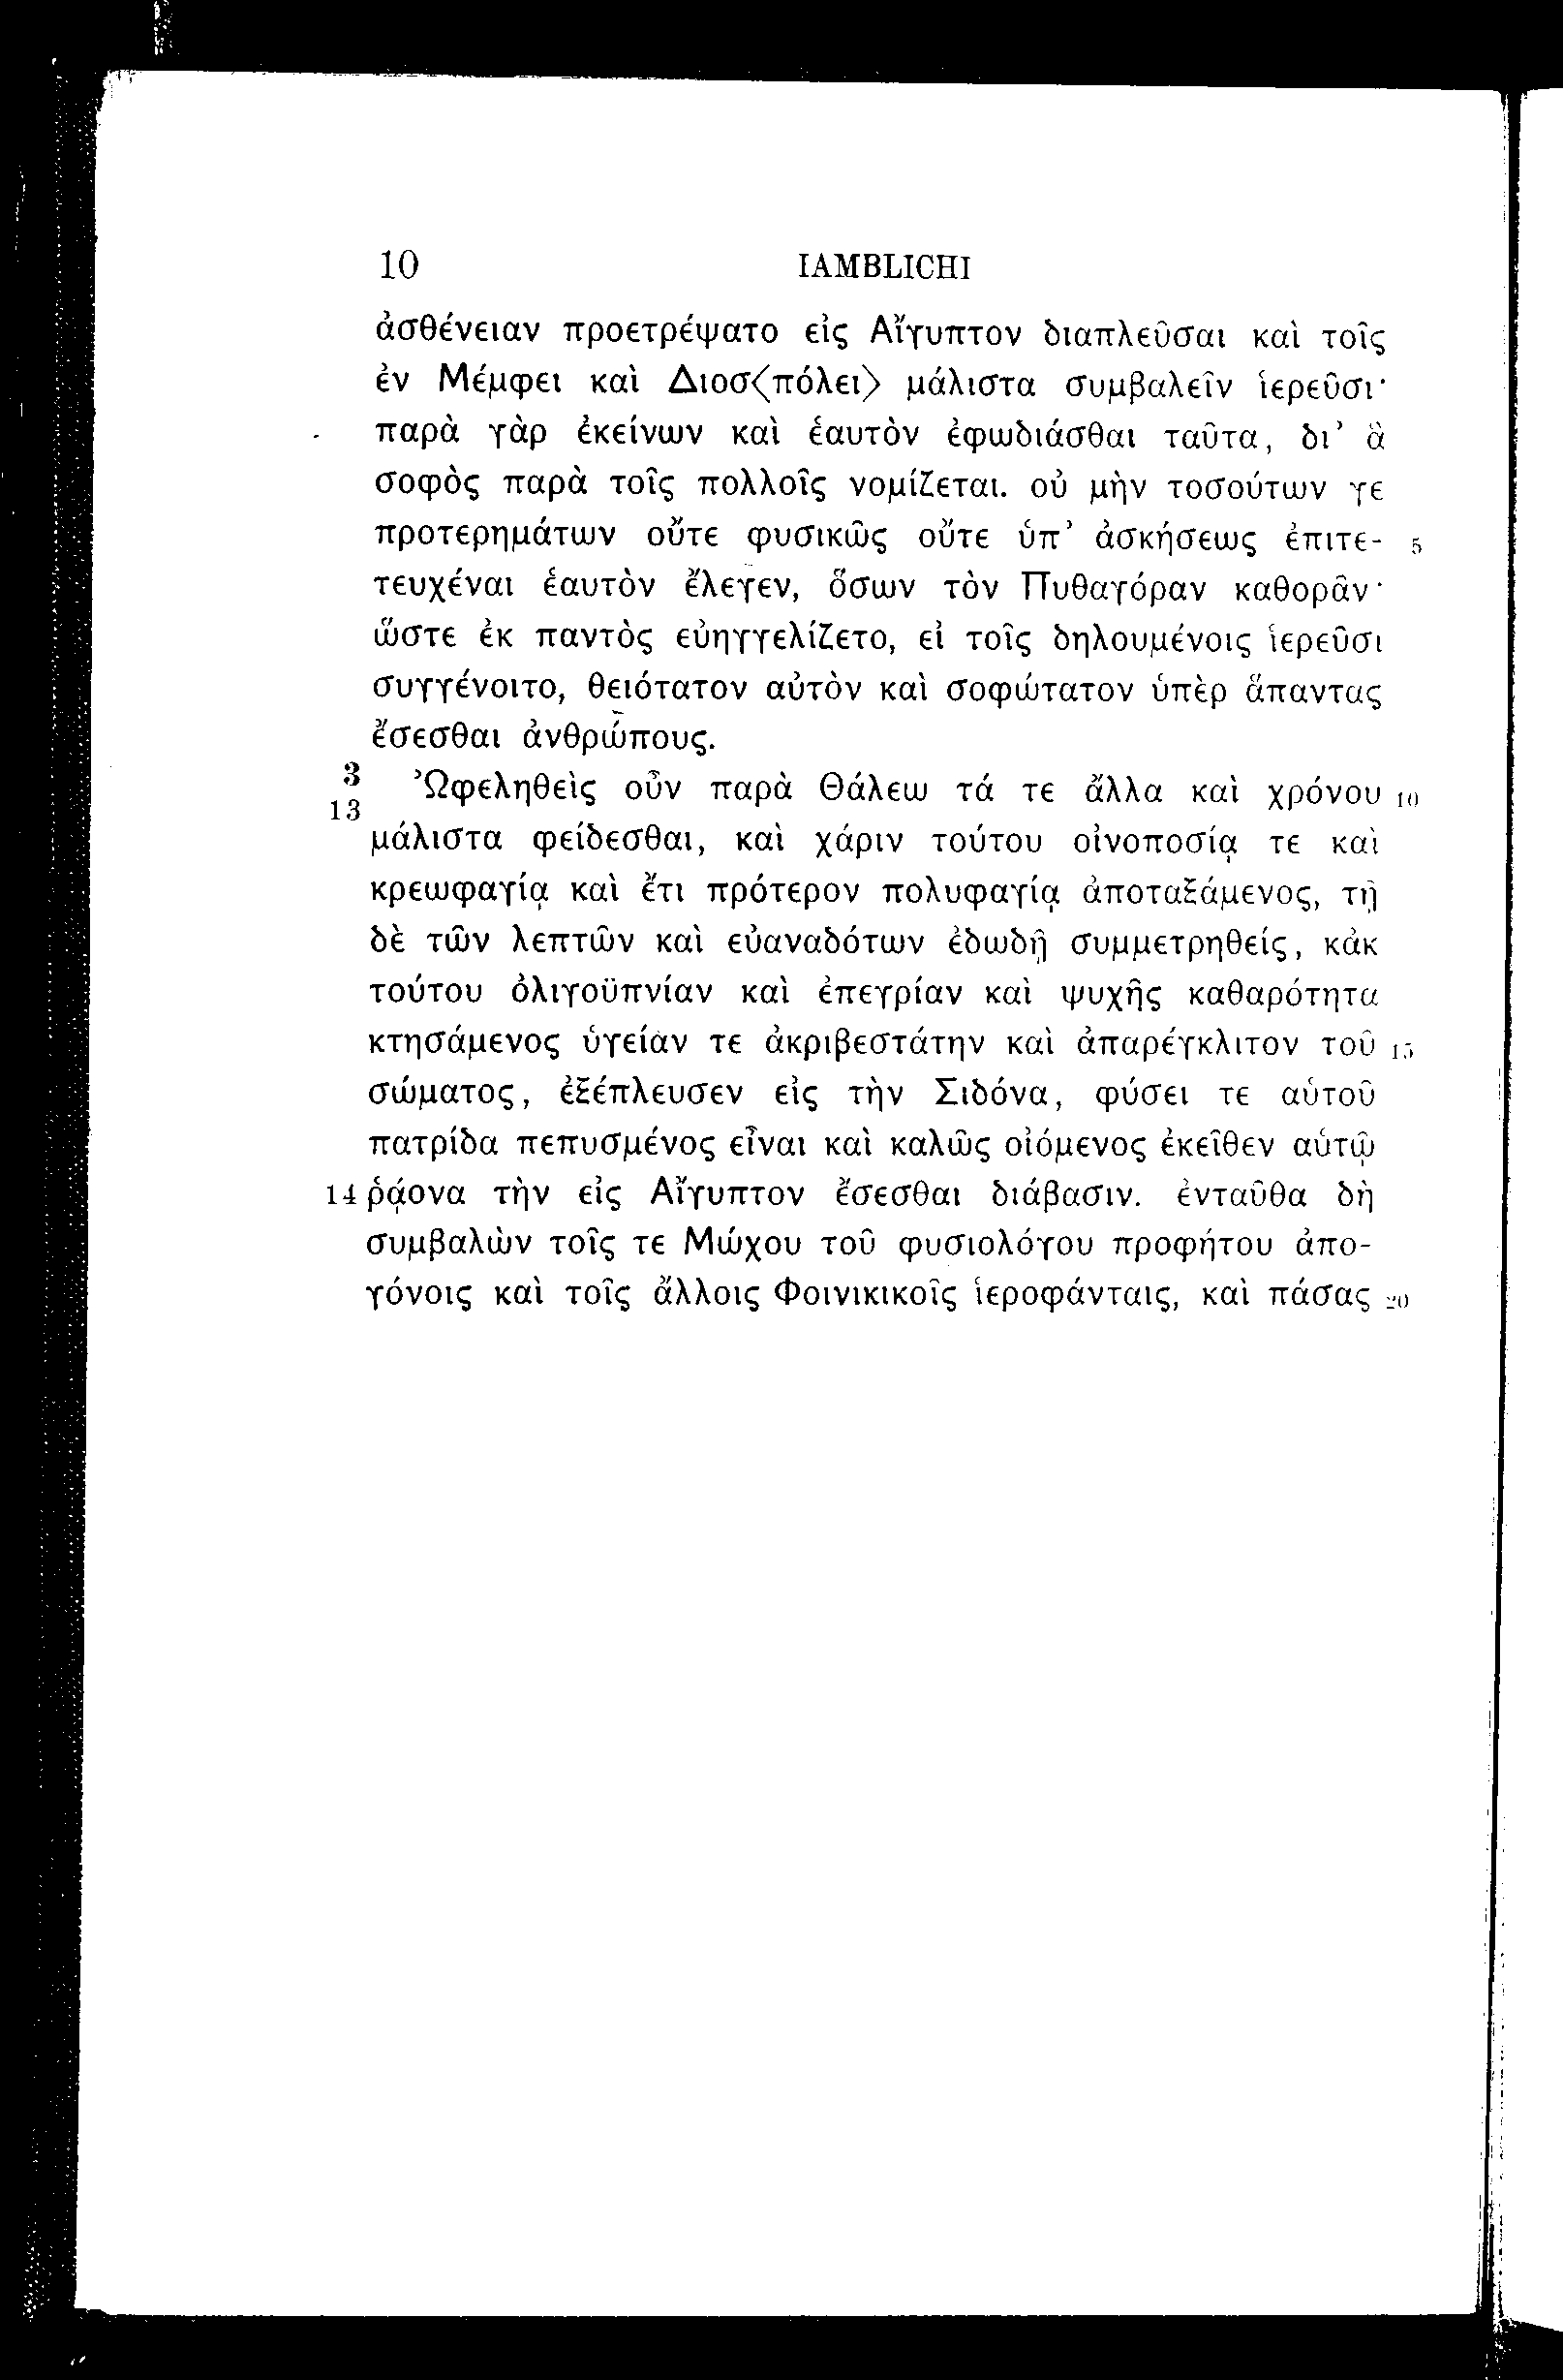 10 IAMBLICHI
ἀσθένειαν προετρέψατο εἰς Αἴγυπτον διαπλεῦσαι καὶ τοῖς
ἐν Μέμφει καὶ Διοσ⟨πόλει⟩ μάλιστα συμβαλεῖν ἱερεῦσι·
παρὰ γὰρ ἐκείνων καὶ ἑαυτὸν ἐφωδιάσθαι ταῦτα, δι’ ἃ
σοφὸς παρὰ τοῖς πολλοῖς νομίζεται. οὐ μὴν τοσούτων γε
προτερημάτων οὔτε φυσικῶς οὔτε ὑπ’ ἀσκήσεως ἐπιτε- 5
τευχέναι ἑαυτὸν ἔλεγεν, ὅσων τὸν Πυθαγόραν καθορᾶν·
ὥστε ἐκ παντὸς εὐηγγελίζετο, εἰ τοῖς δηλουμένοις ἱερεῦσι
συγγένοιτο, θειότατον αὐτὸν καὶ σοφώτατον ὑπὲρ ἅπαντας
ἔσεσθαι ἀνθρώπους.
3 13 Ὠφεληθεὶς οὖν παρὰ Θάλεω τά τε ἄλλα καὶ χρόνου 10
μάλιστα φείδεσθαι, καὶ χάριν τούτου οἰνοποσίᾳ τε καὶ
κρεωφαγίᾳ καὶ ἔτι πρότερον πολυφαγίᾳ ἀποταξάμενος, τῇ
δὲ τῶν λεπτῶν καὶ εὐαναδότων ἐδωδῇ συμμετρηθείς, κἀκ
τούτου ὀλιγοϋπνίαν καὶ ἐπεγρίαν καὶ ψυχῆς καθαρότητα
κτησάμενος ὑγείαν τε ἀκριβεστάτην καὶ ἀπαρέγκλιτον τοῦ 15
σώματος, ἐξέπλευσεν εἰς τὴν Σιδόνα, φύσει τε αὑτοῦ
πατρίδα πεπυσμένος εἶναι καὶ καλῶς οἰόμενος ἐκεῖθεν αὑτῷ
14 ῥᾴονα τὴν εἰς Αἴγυπτον ἔσεσθαι διάβασιν. ἐνταῦθα δὴ
συμβαλὼν τοῖς τε Μώχου τοῦ φυσιολόγου προφήτου ἀπο-
γόνοις καὶ τοῖς ἄλλοις Φοινικικοῖς ἱεροφάνταις, καὶ πάσας 20